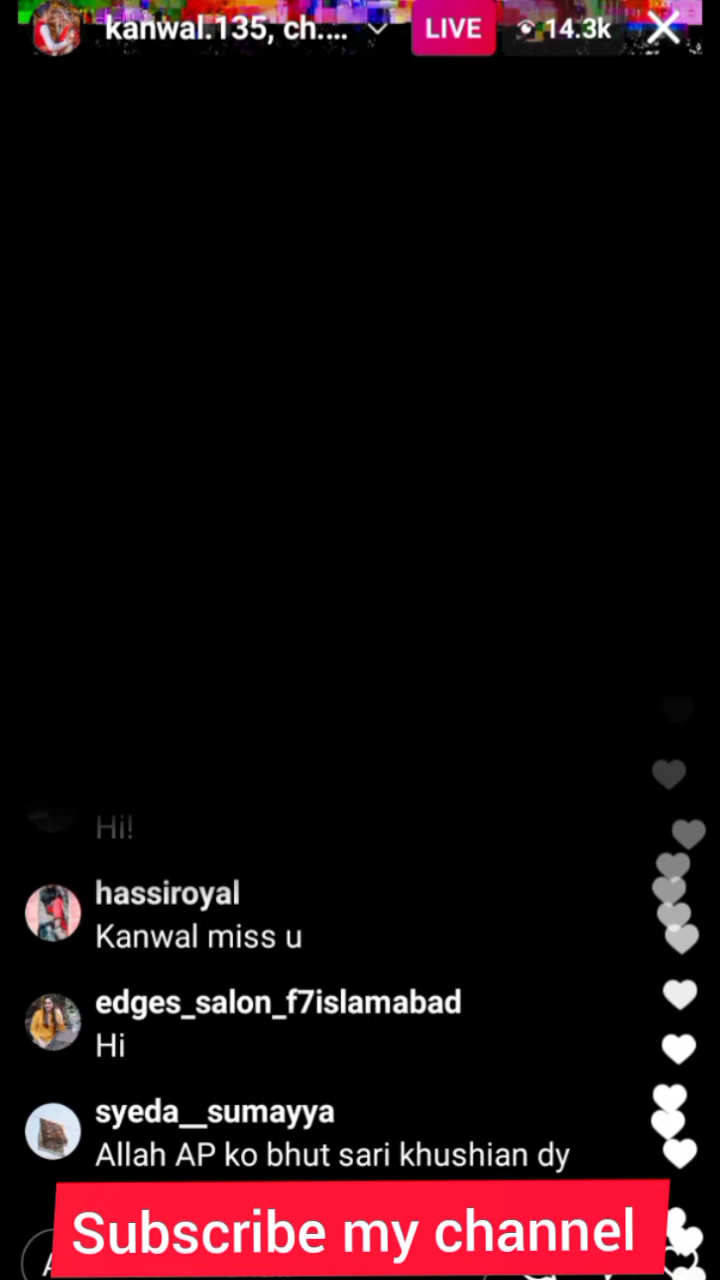 kanwal.135, ch....
LIVE
14.3k
Hi!
hassiroyal
Kanwal miss u
edges_salon_f7islamabad
Hi
syeda__sumayya
Allah AP ko bhut sari khushian dy
Subscribe my channel